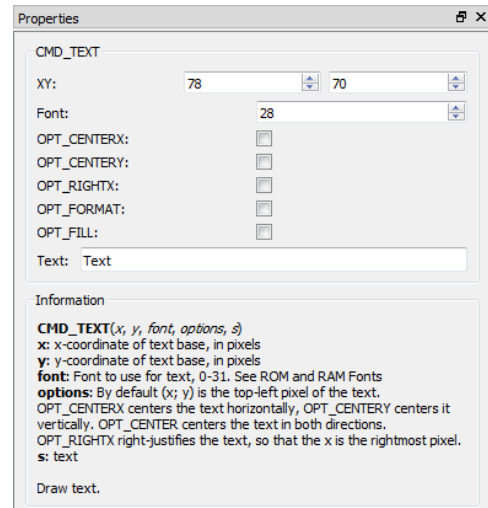 Properties
CMD_TEXT
XY: 78 70
Font: 28
OPT_CENTERX:
OPT_CENTERY:
OPT_RIGHTX:
OPT_FORMAT:
OPT_FILL:
Text: Text
Information
CMD_TEXT(x, y, font, options, s)
x: x-coordinate of text base, in pixels
y: y-coordinate of text base, in pixels
font: Font to use for text, 0-31. See ROM and RAM Fonts
options: By default (x; y) is the top-left pixel of the text.
OPT_CENTERX centers the text horizontally, OPT_CENTERY centers it
vertically. OPT_CENTER centers the text in both directions.
OPT_RIGHTX right-justifies the text, so that the x is the rightmost pixel.
s: text
Draw text.